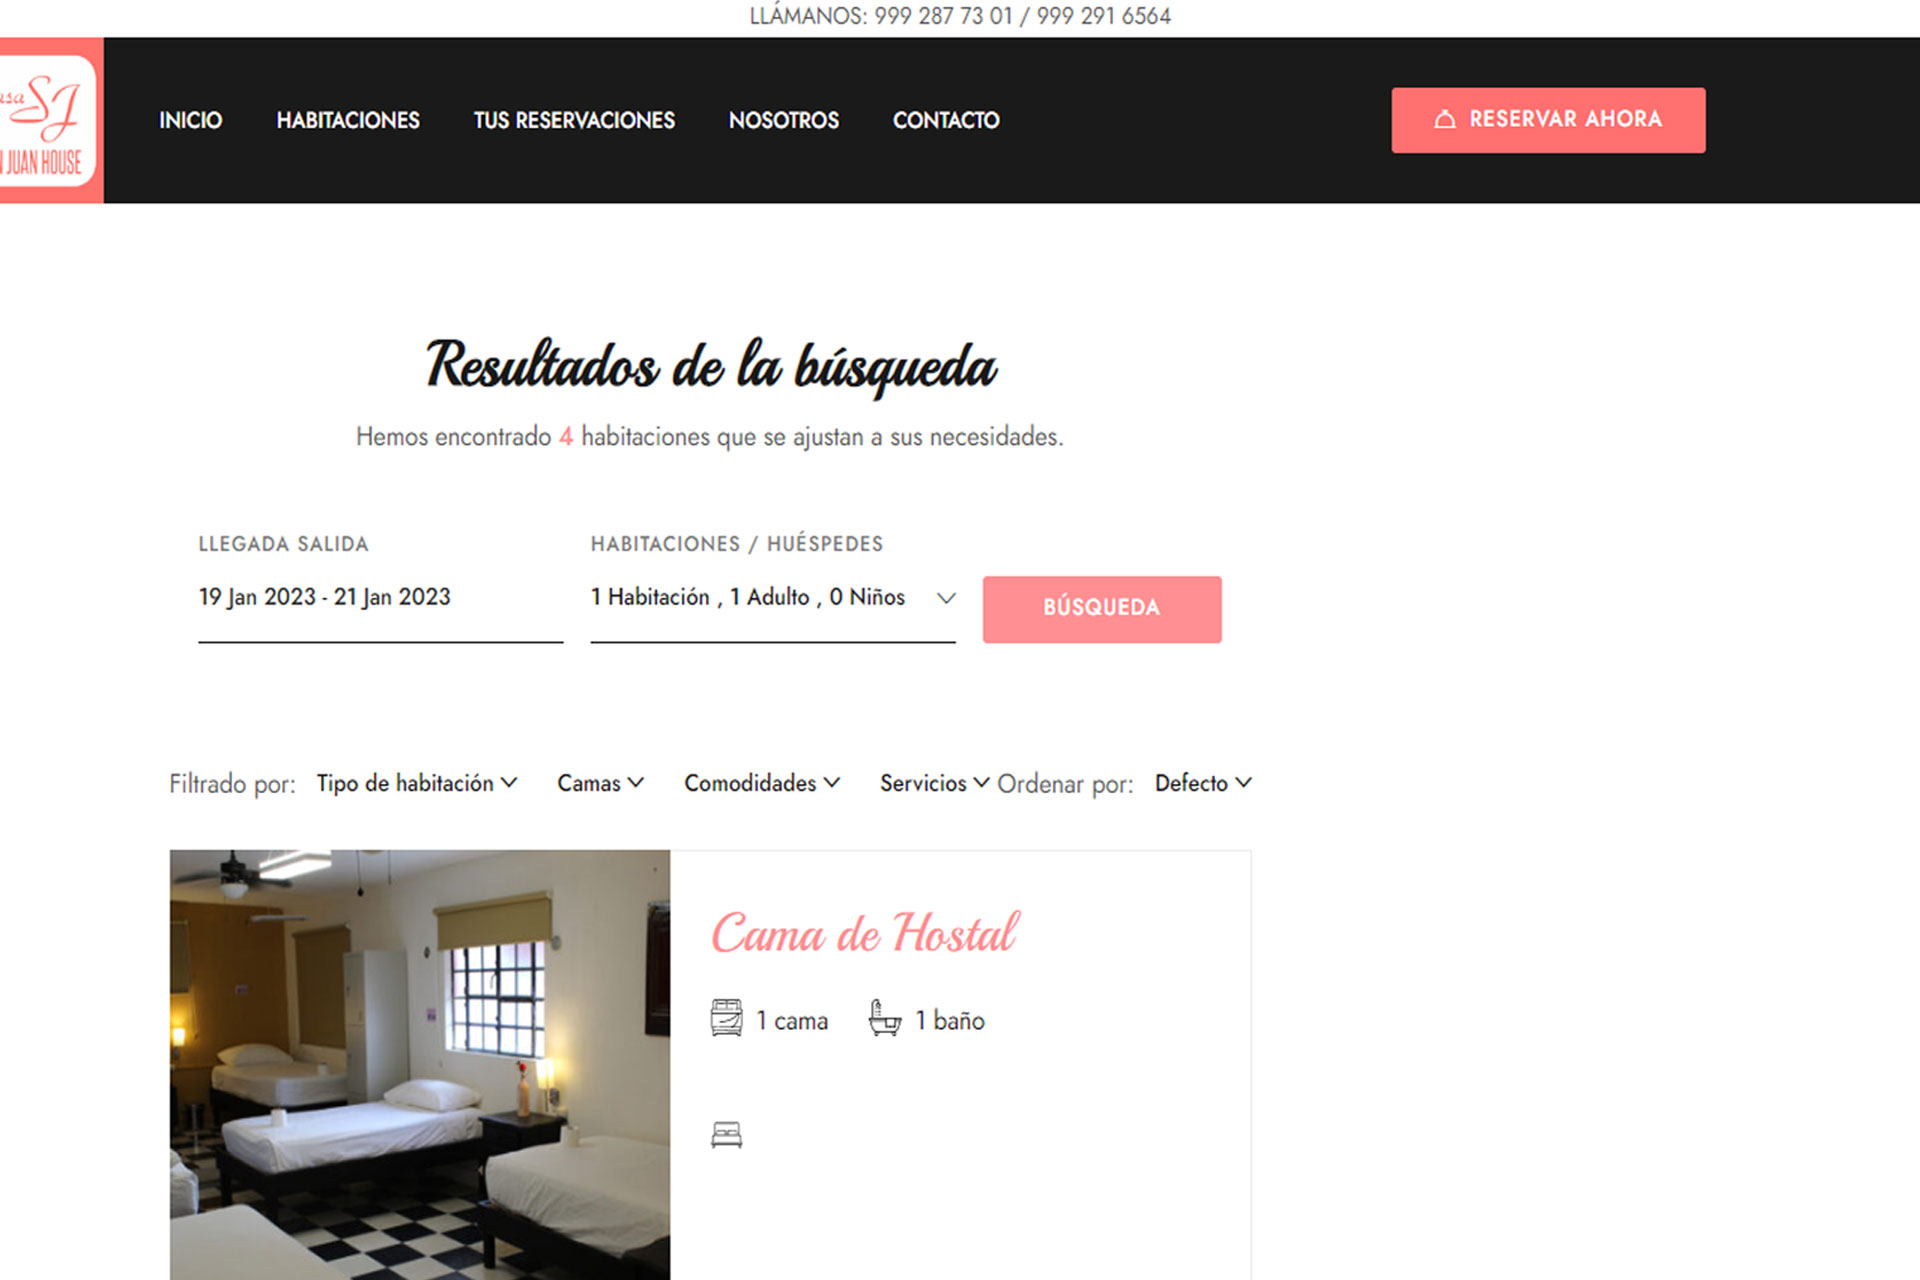 LLÁMANOS: 999 287 73 01 / 999 291 6564
SJ
JUAN HOUSE
INICIO HABITACIONES TUS RESERVACIONES NOSOTROS CONTACTO
RESERVAR AHORA
Resultados de la búsqueda
Hemos encontrado 4 habitaciones que se ajustan a sus necesidades.
LLEGADA SALIDA HABITACIONES / HUÉSPEDES
19 Jan 2023 - 21 Jan 2023 1 Habitación , 1 Adulto , 0 Niños BÚSQUEDA
Filtrado por: Tipo de habitación Camas Comodidades Servicios Ordenar por: Defecto
Cama de Hostal
1 cama 1 baño